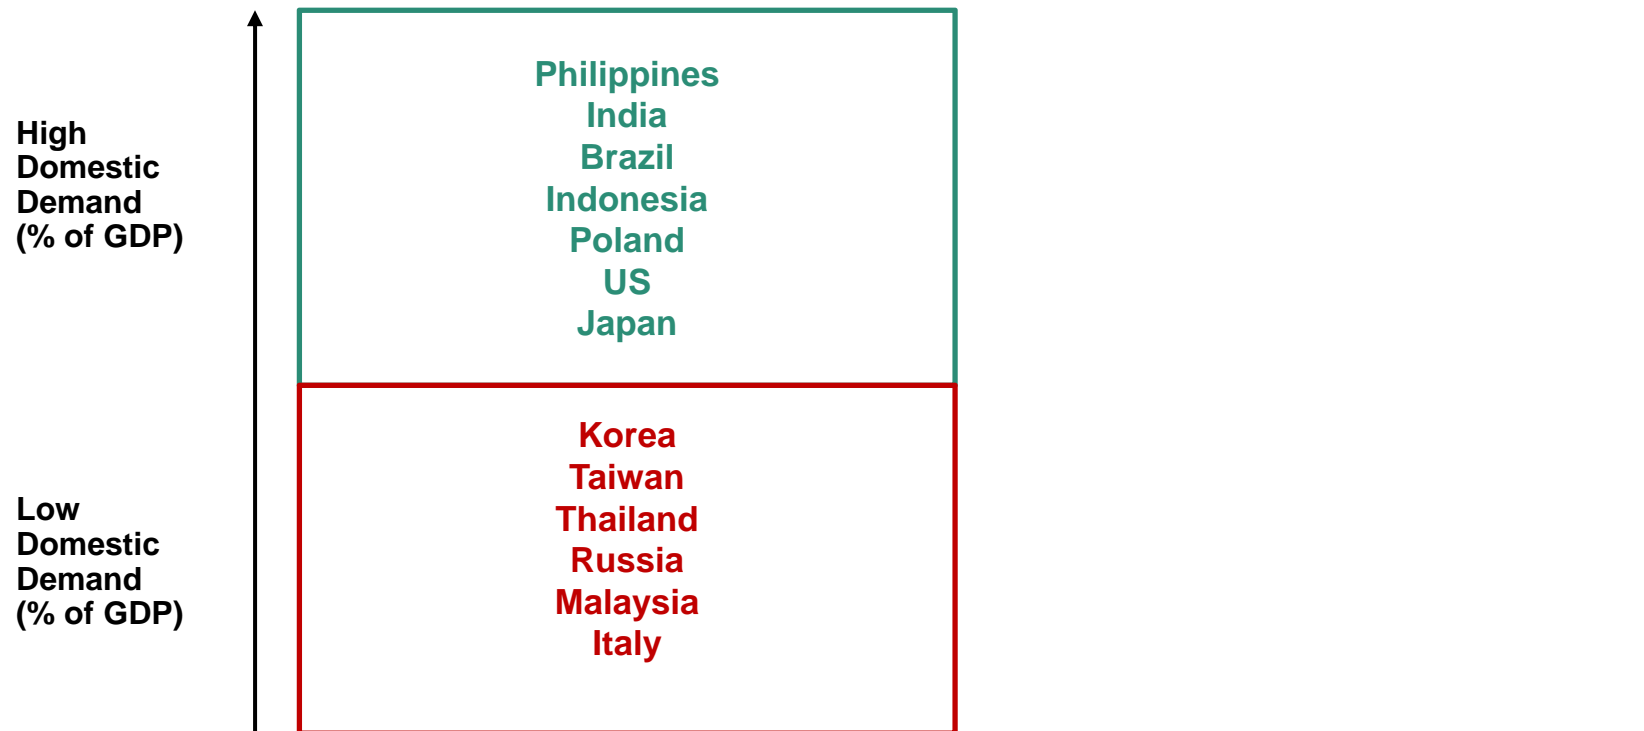 High
Domestic
Demand
(% of GDP)
Philippines
India
Brazil
Indonesia
Poland
US
Japan
Low
Domestic
Demand
(% of GDP)
Korea
Taiwan
Thailand
Russia
Malaysia
Italy